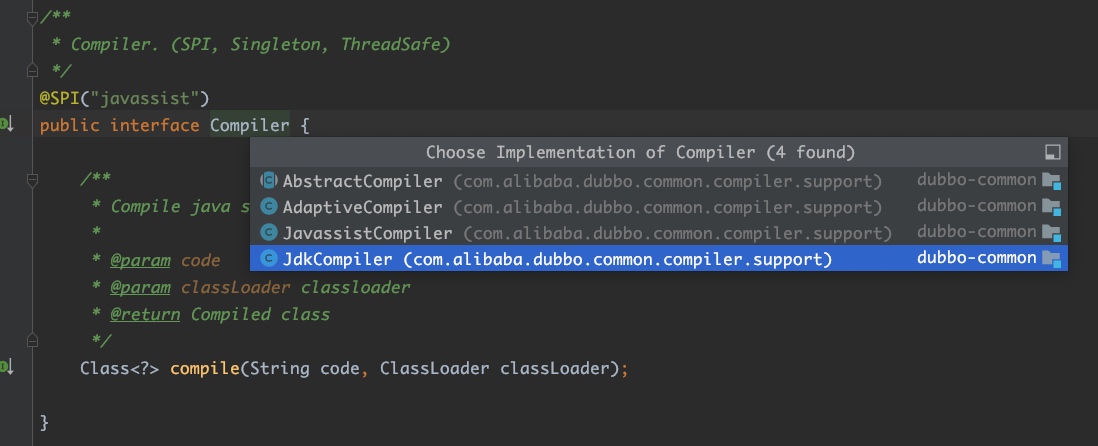 /**
* Compiler. (SPI, Singleton, ThreadSafe)
*/
@SPI("javassist")
public interface Compiler {
Choose Implementation of Compiler (4 found)
AbstractCompiler (com.alibaba.dubbo.common.compiler.support) dubbo-common
AdaptiveCompiler (com.alibaba.dubbo.common.compiler.support) dubbo-common
JavassistCompiler (com.alibaba.dubbo.common.compiler.support) dubbo-common
JdkCompiler (com.alibaba.dubbo.common.compiler.support) dubbo-common
/**
* Compile java s
*
* @param code
* @param classLoader classloader
* @return Compiled class
*/
Class<?> compile(String code, ClassLoader classLoader);
}